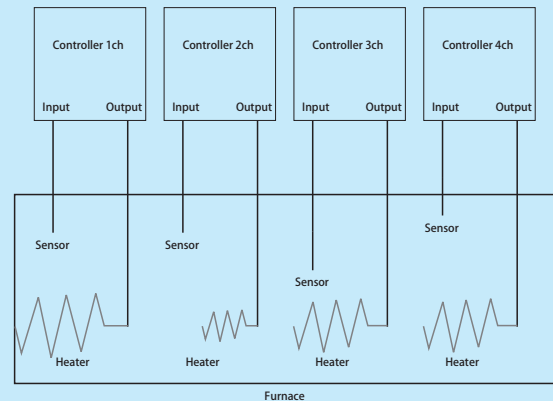 Controller 1ch Controller 2ch Controller 3ch Controller 4ch
Input Output Input Output Input Output Input Output
Sensor
Sensor
Sensor
Sensor
Heater Heater Heater Heater
Furnace